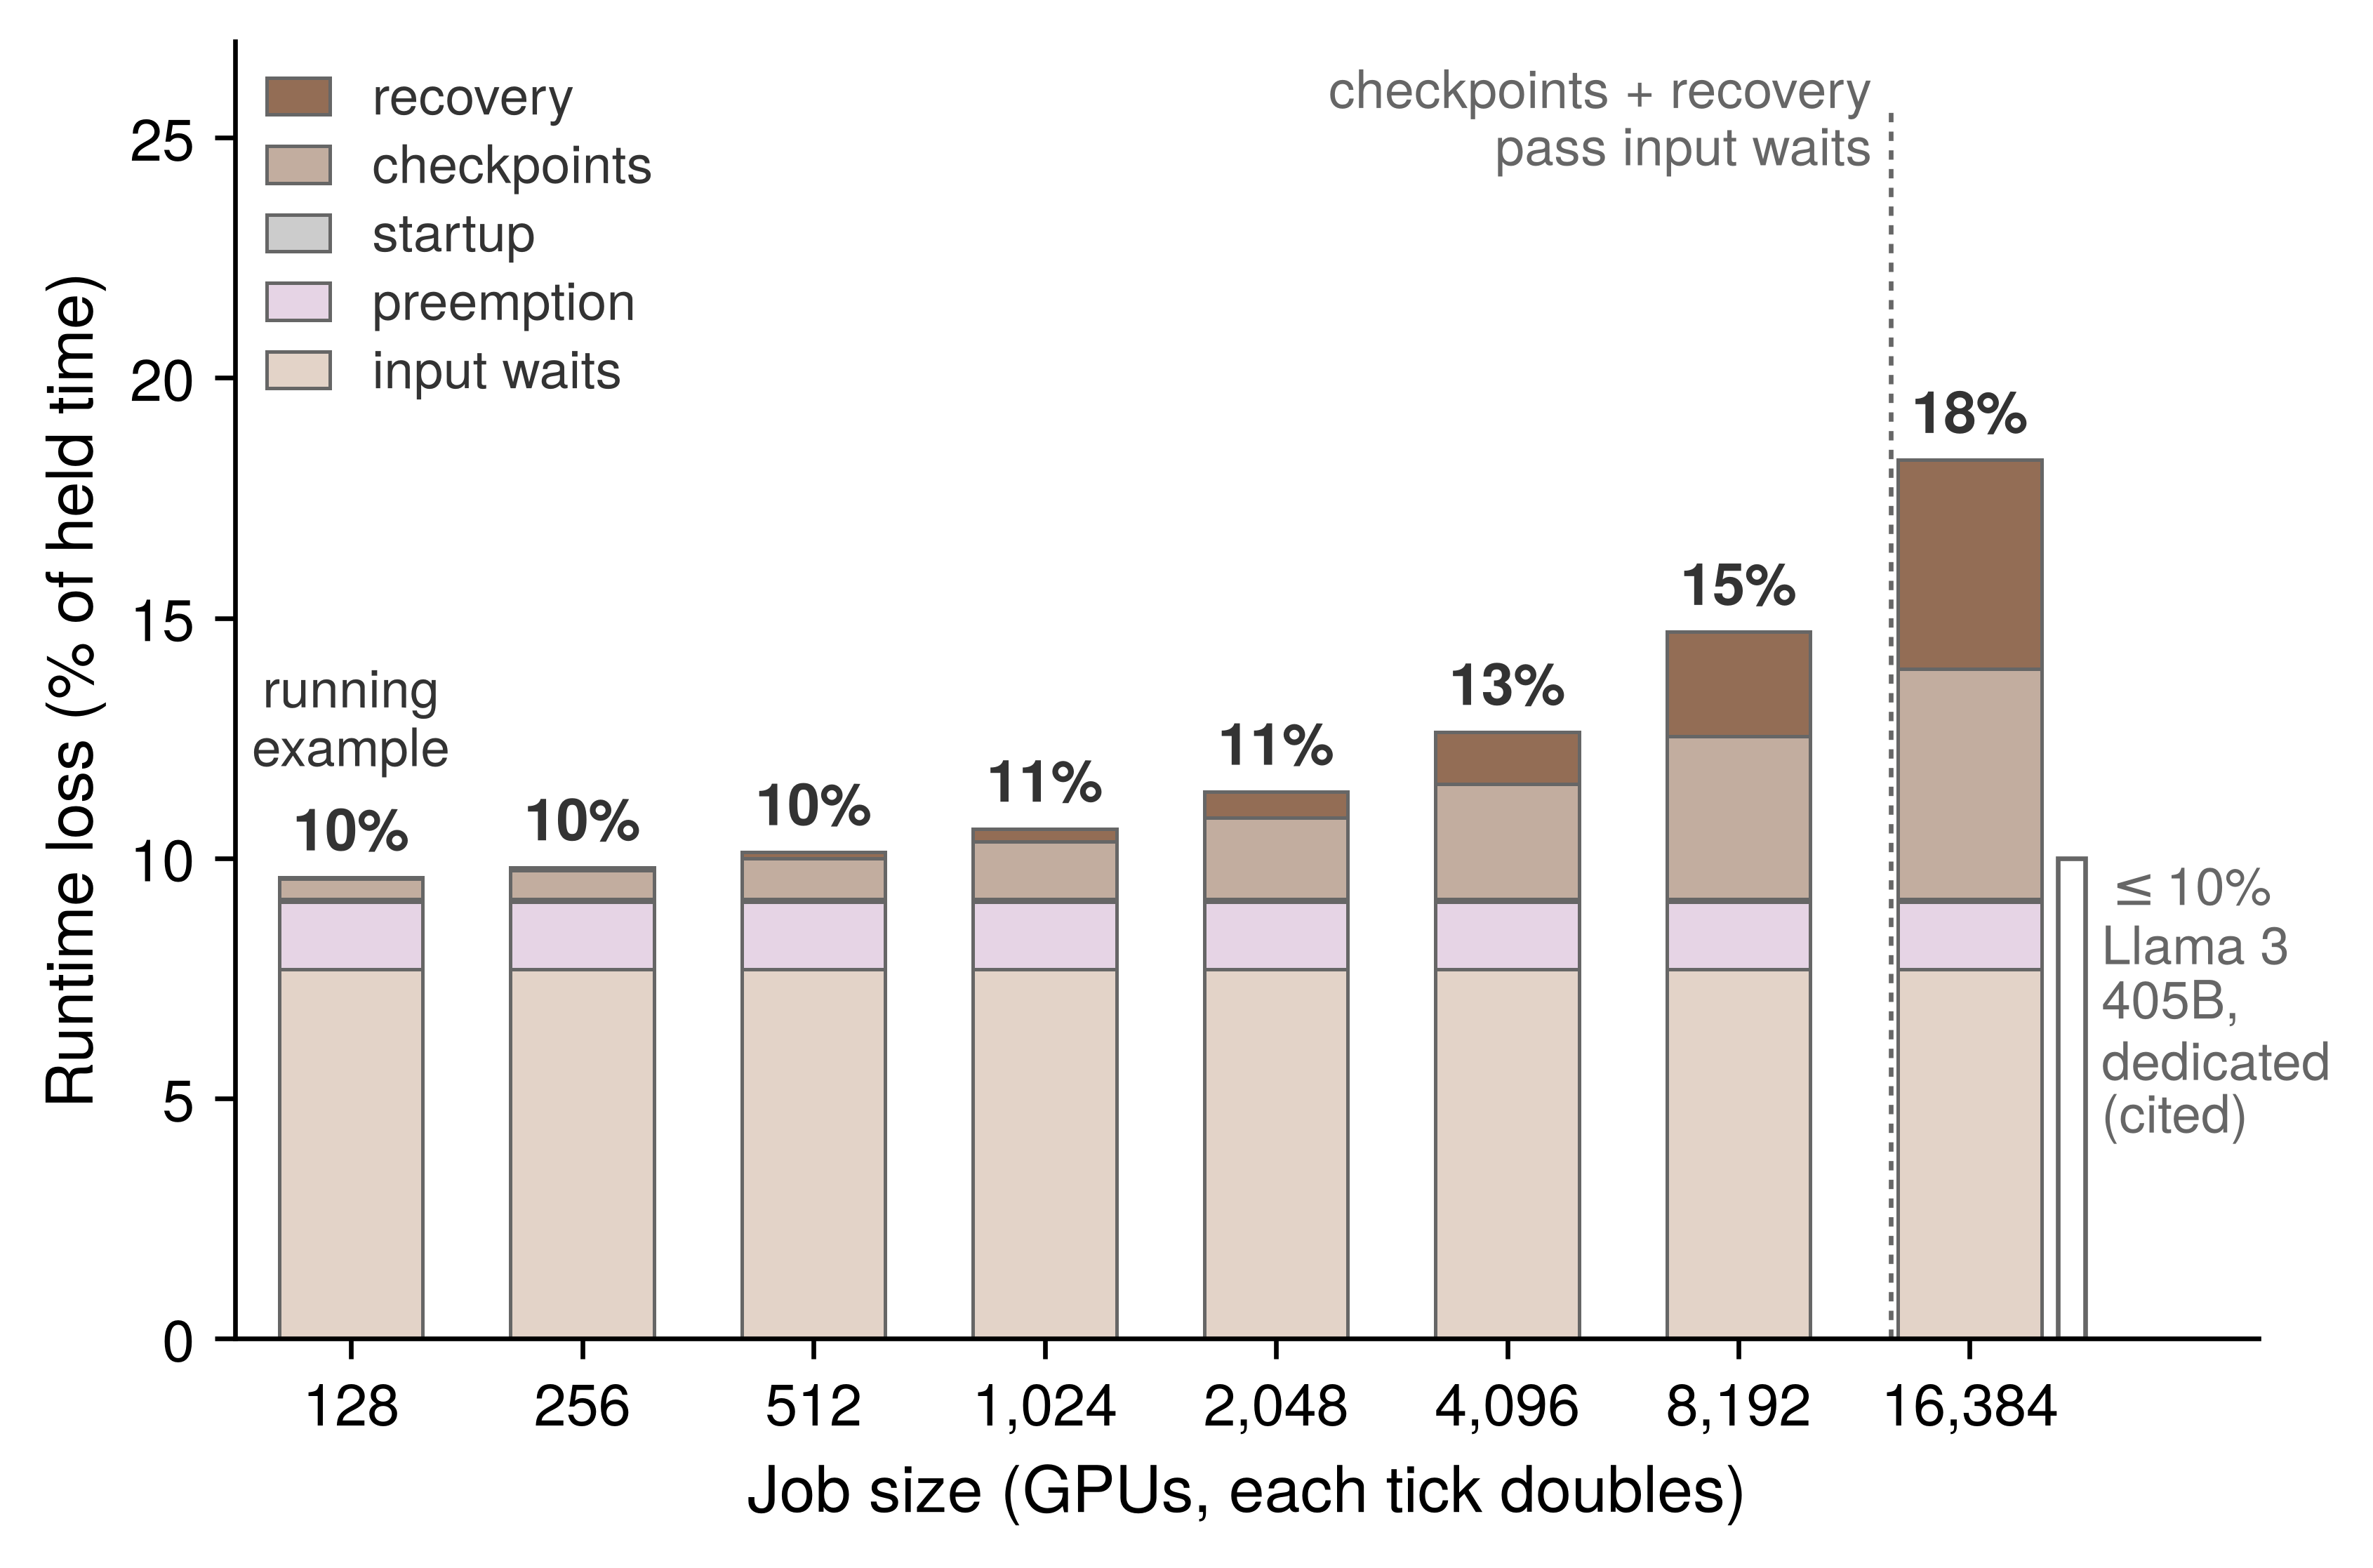 recovery
checkpoints
startup
preemption
input waits
checkpoints + recovery
pass input waits
Runtime loss (% of held time)
25
20
15
10
5
0
running
example
10%
10%
10%
11%
11%
13%
15%
18%
≤ 10%
Llama 3
405B,
dedicated
(cited)
128
256
512
1,024
2,048
4,096
8,192
16,384
Job size (GPUs, each tick doubles)